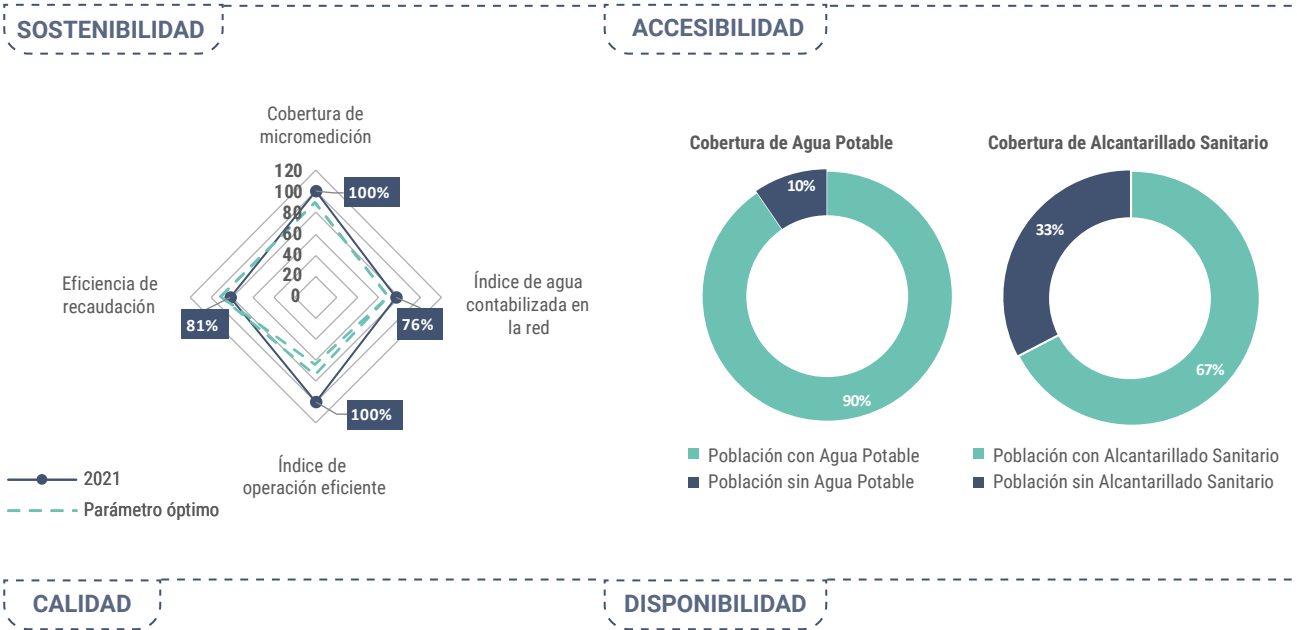 SOSTENIBILIDAD
Cobertura de
micromedición
120
100
80
60
40
20
0
100%
Eficiencia de
recaudación
81%
Índice de agua
contabilizada en
la red
76%
100%
Índice de
operación eficiente
2021
Parámetro óptimo
ACCESIBILIDAD
Cobertura de Agua Potable
10%
90%
Población con Agua Potable
Población sin Agua Potable
Cobertura de Alcantarillado Sanitario
33%
67%
Población con Alcantarillado Sanitario
Población sin Alcantarillado Sanitario
CALIDAD
DISPONIBILIDAD